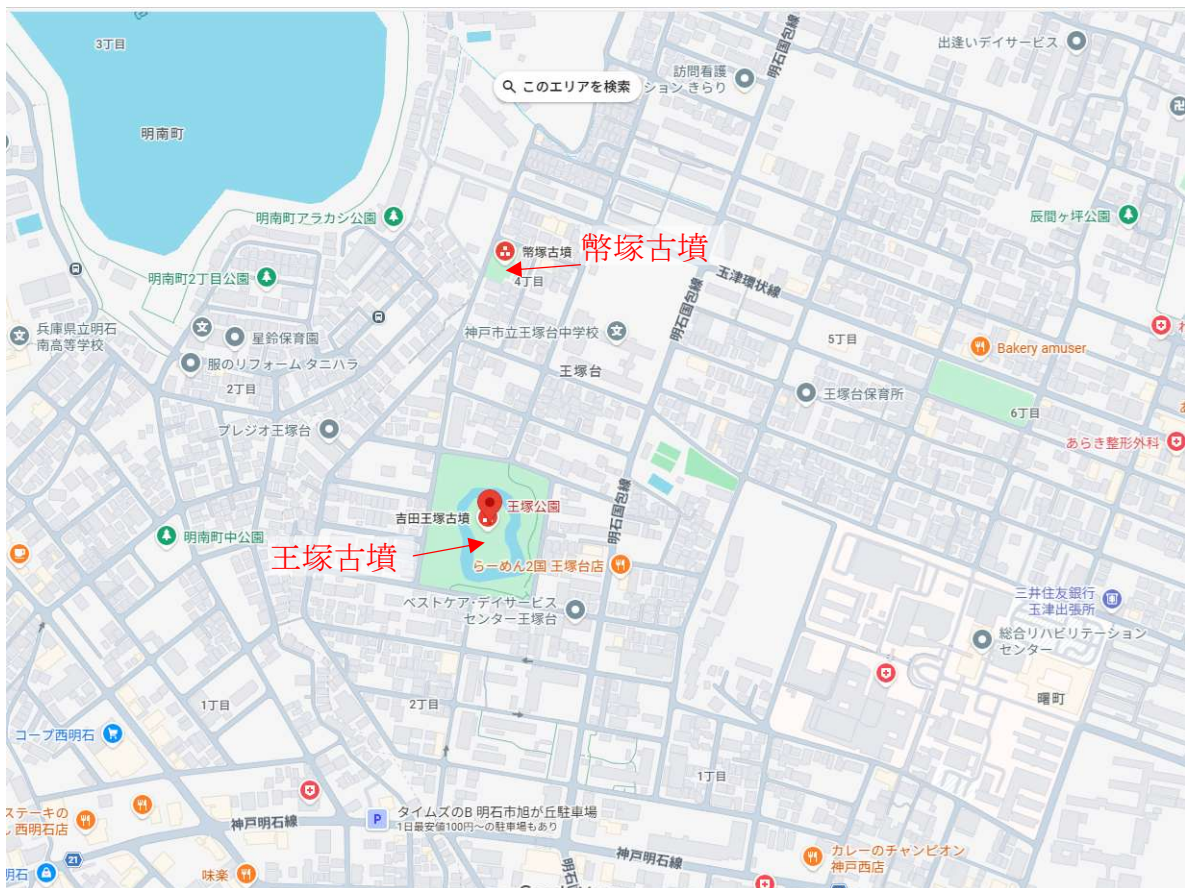 3丁目
出逢いデイサービス
明石国包線
訪問看護
ション きらり
このエリアを検索
明南町
明南町アラカシ公園
辰間ヶ坪公園
幣塚古墳
幣塚古墳
4丁目
明南町2丁目公園
玉津環状線
明石国包線
兵庫県立明石
南高等学校
星鈴保育園
神戸市立王塚台中学校
5丁目
Bakery amuser
服のリフォーム タニハラ
2丁目
王塚台
王塚台保育所
6丁目
プレジオ王塚台
あらき整形外科
明石国包線
王塚公園
吉田王塚古墳
明南町中公園
王塚古墳
らーめん2国 王塚台店
ベストケア・デイサービス
センター王塚台
三井住友銀行
玉津出張所
総合リハビリテーション
センター
曙町
1丁目
2丁目
コープ西明石
1丁目
ステーキの
西明石店
タイムズのB 明石市旭が丘駐車場
1日最安値100円〜の駐車場もあり
神戸明石線
P
カレーのチャンピオン
神戸西店
神戸明石線
21
明石
味楽
明石